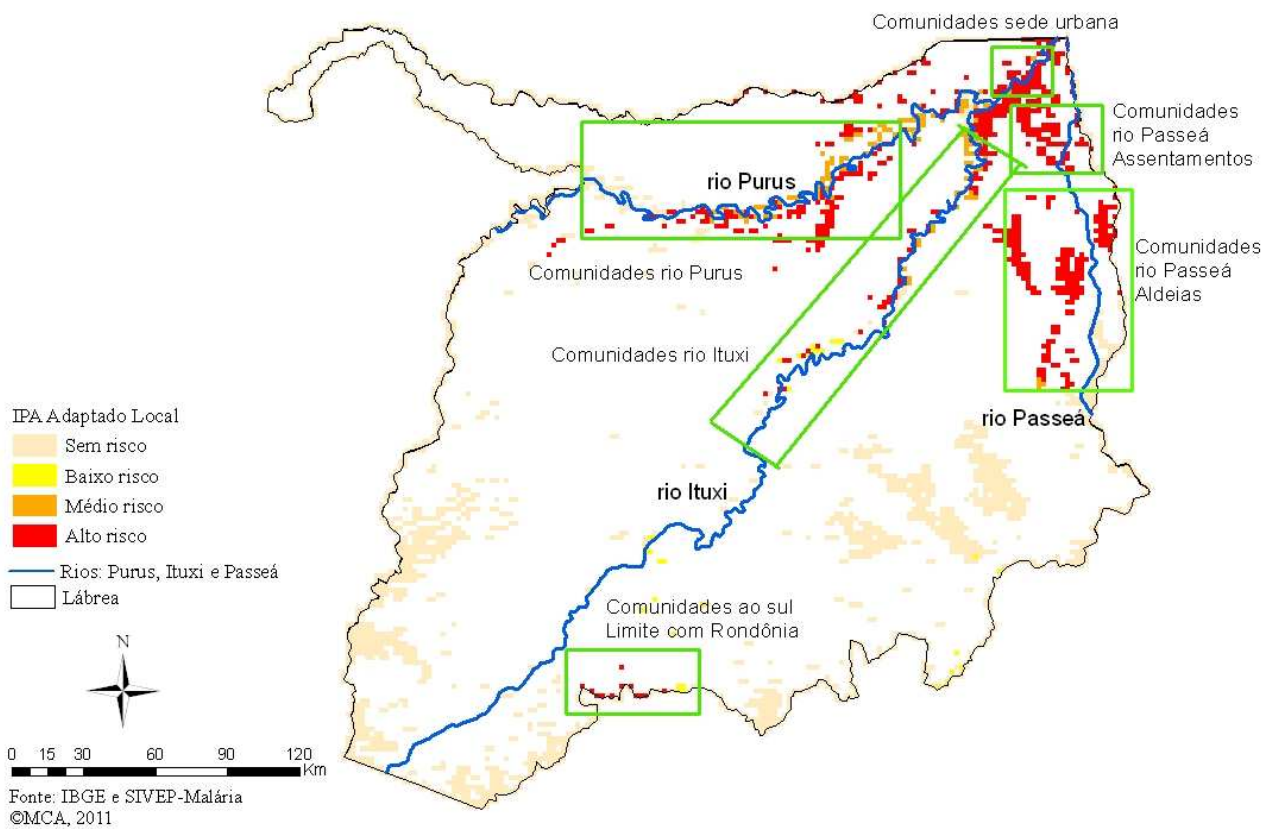 Comunidades sede urbana
Comunidades
rio Passeá
Assentamentos
rio Purus
Comunidades rio Purus
Comunidades
rio Passeá
Aldeias
Comunidades rio Ituxi
rio Passeá
IPA Adaptado Local
Sem risco
Baixo risco
Médio risco
Alto risco
Rios: Purus, Ituxi e Passeá
Lábrea
rio Ituxi
Comunidades ao sul
Limite com Rondônia
N
0 15 30 60 90 120
Km
Fonte: IBGE e SIVEP-Malária
©MCA, 2011